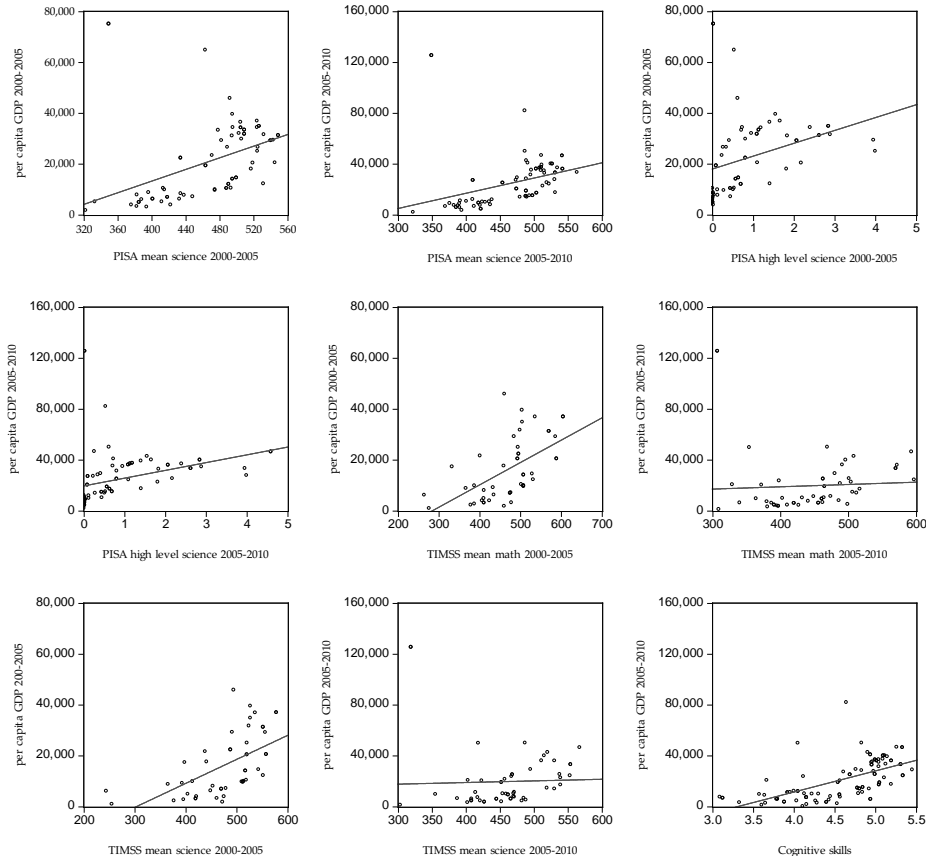 80,000
60,000
40,000
20,000
0
per capita GDP 2000-2005
320 360 400 440 480 520 560
PISA mean science 2000-2005
160,000
120,000
80,000
40,000
0
per capita GDP 2005-2010
300 350 400 450 500 550 600
PISA mean science 2005-2010
80,000
60,000
40,000
20,000
0
per capita GDP 2000-2005
0 1 2 3 4 5
PISA high level science 2000-2005
160,000
120,000
80,000
40,000
0
per capita GDP 2005-2010
0 1 2 3 4 5
PISA high level science 2005-2010
80,000
60,000
40,000
20,000
0
per capita GDP 2000-2005
200 300 400 500 600 700
TIMSS mean math 2000-2005
160,000
120,000
80,000
40,000
0
per capita GDP 2005-2010
300 400 500 600
TIMSS mean math 2005-2010
80,000
60,000
40,000
20,000
0
per capita GDP 200-2005
200 300 400 500 600
TIMSS mean science 2000-2005
160,000
120,000
80,000
40,000
0
per capita GDP 2005-2010
300 400 500 600
TIMSS mean science 2005-2010
160,000
120,000
80,000
40,000
0
per capita GDP 2005-2010
3.0 3.5 4.0 4.5 5.0 5.5
Cognitive skills